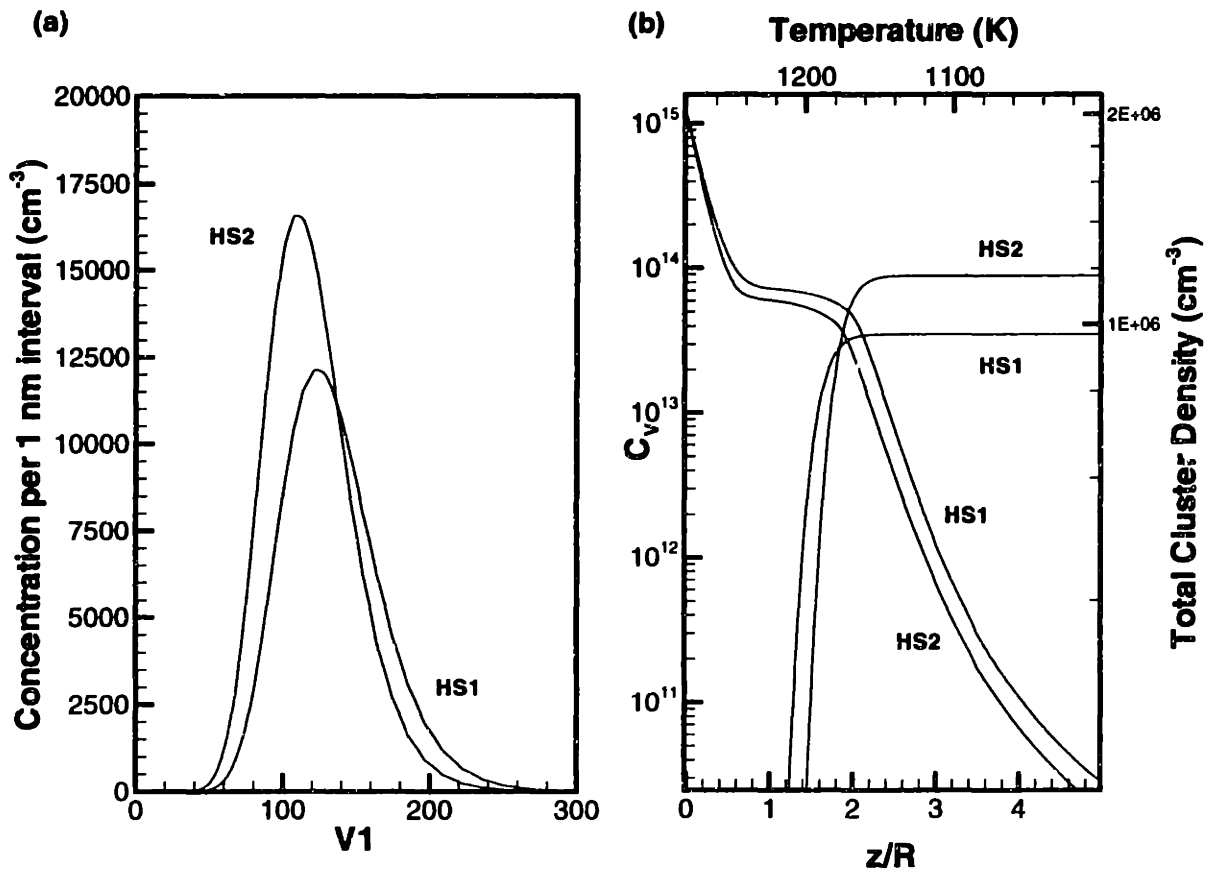 (a)
Concentration per 1 nm interval (cm⁻³)
20000
17500
15000
12500
10000
7500
5000
2500
0
HS2
HS1
0 100 200 300
V1
(b)
Temperature (K)
1200 1100
10¹⁵
10¹⁴
10¹³
10¹²
10¹¹
Cᵥ
2E+06
1E+06
Total Cluster Density (cm⁻³)
HS2
HS1
HS1
HS2
0 1 2 3 4
z/R